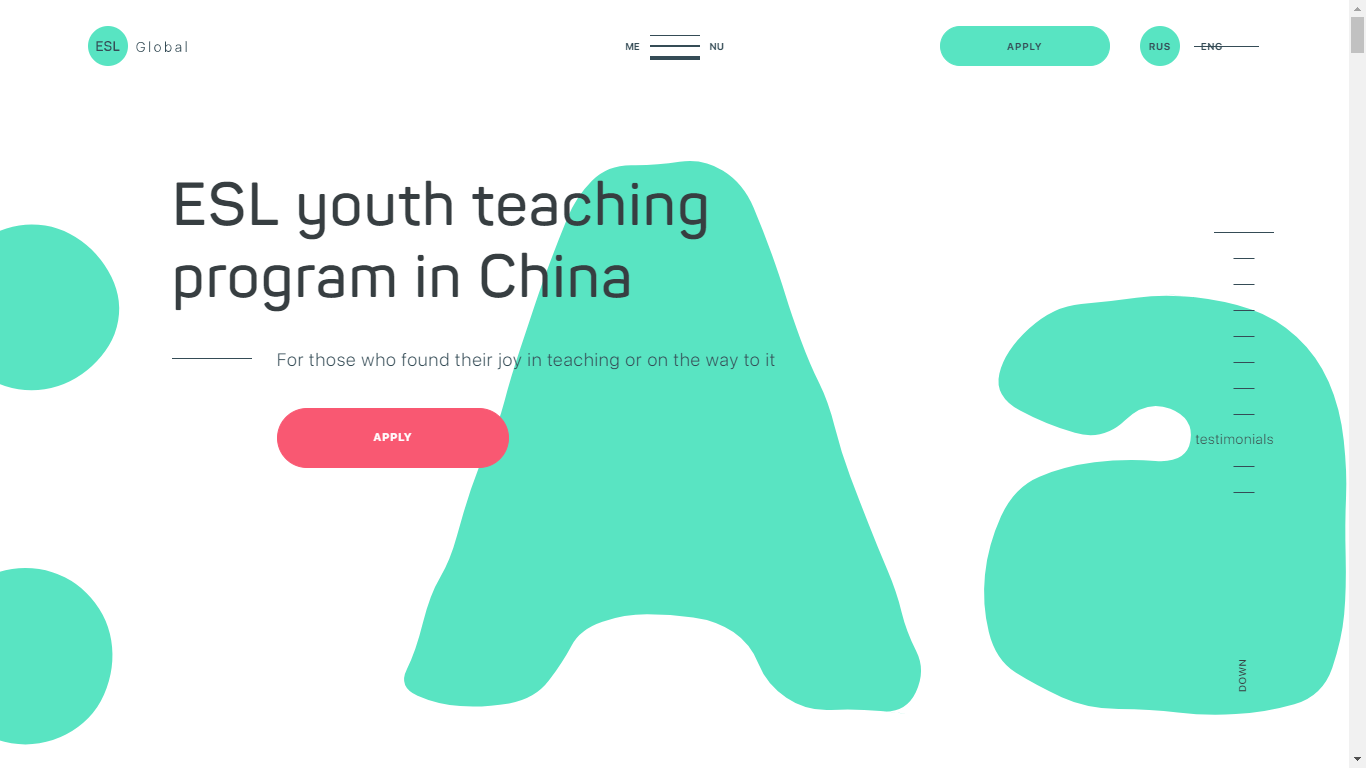 ESL Global
ME NU
APPLY
RUS
ENG
ESL youth teaching
program in China
For those who found their joy in teaching or on the way to it
APPLY
Aa
testimonials
DOWN